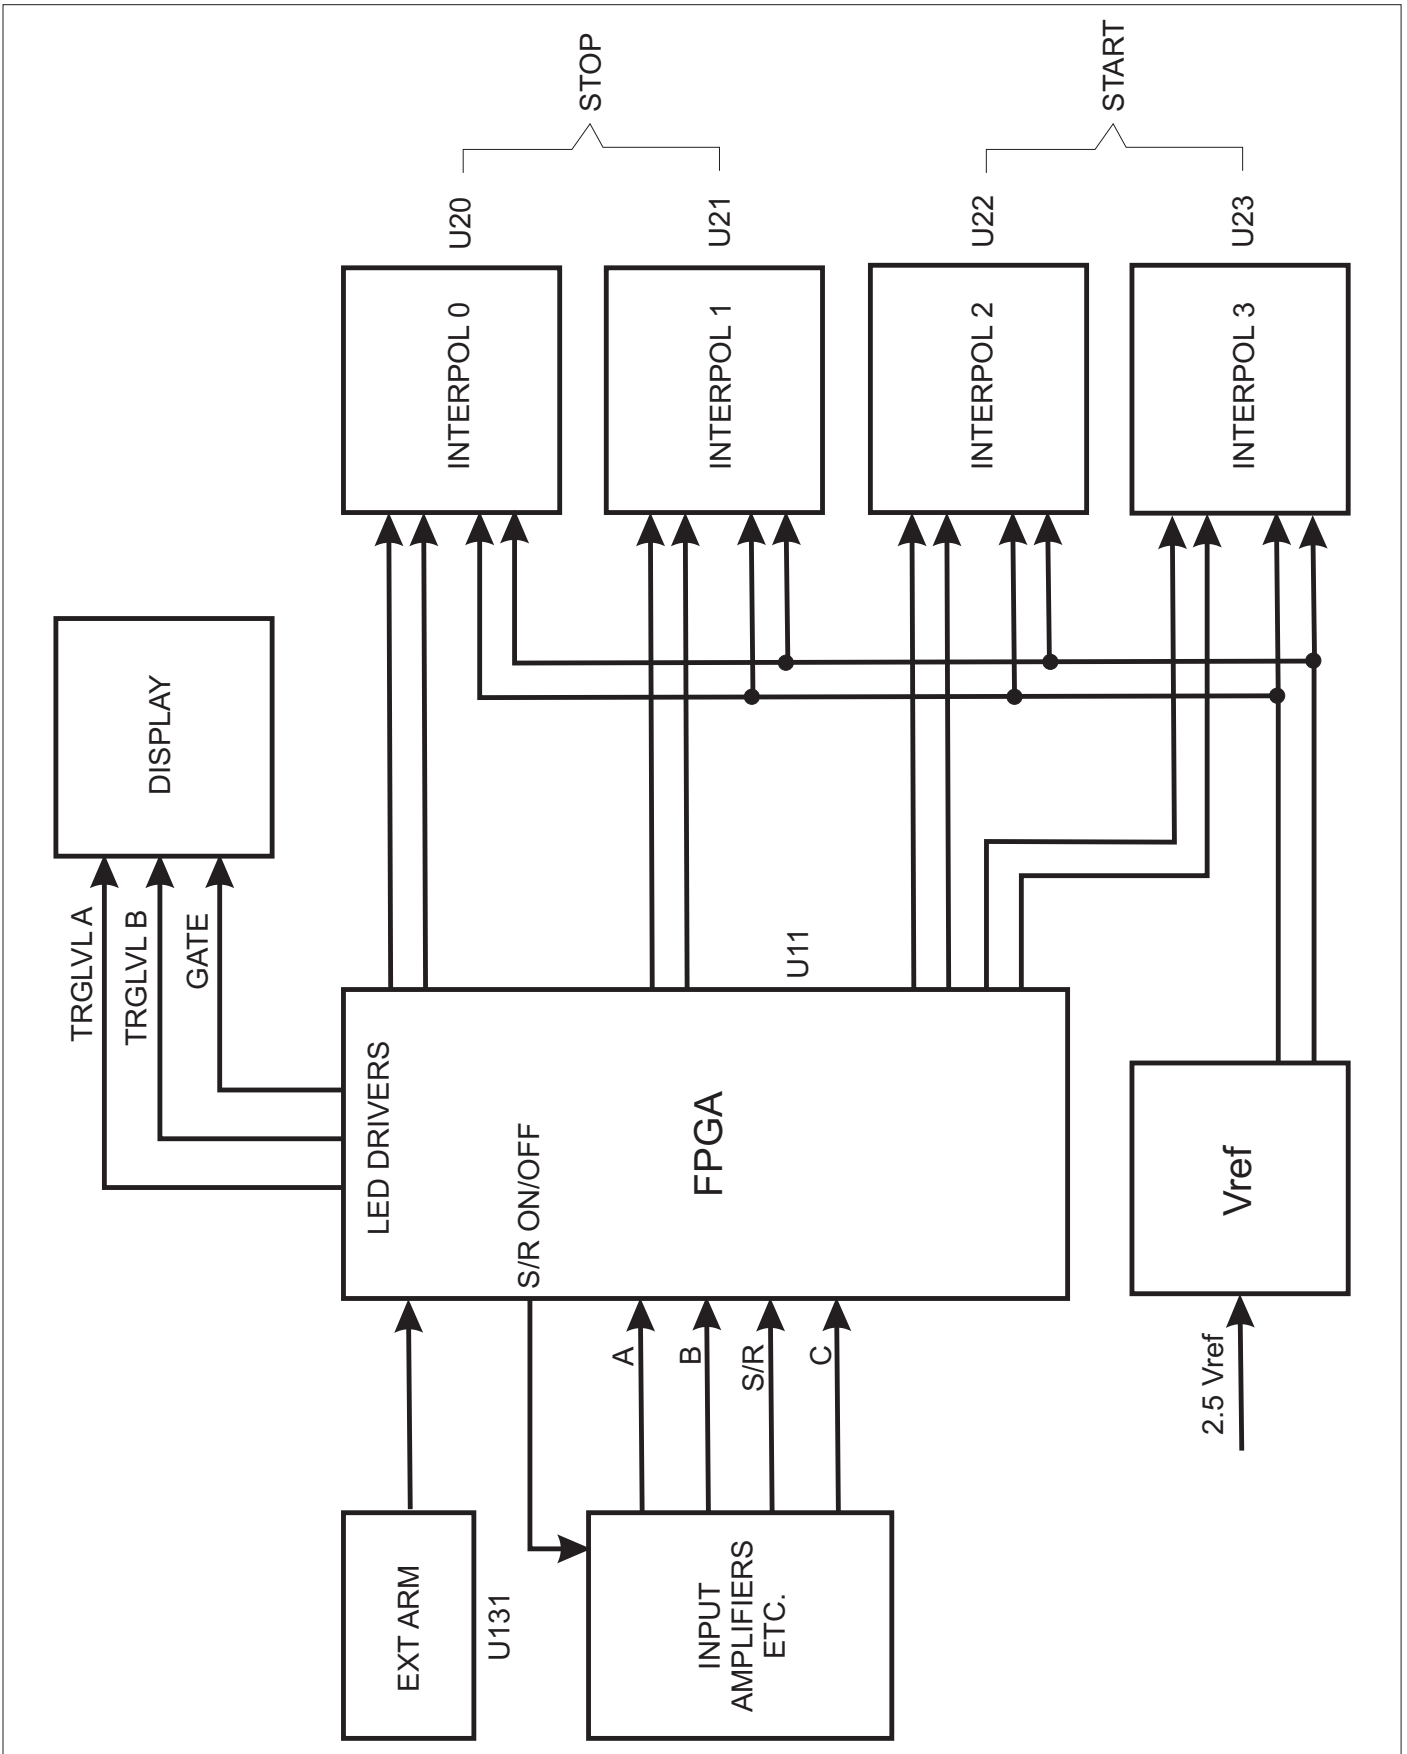 TRGLVL A
TRGLVL B
GATE
DISPLAY
EXT ARM
U131
LED DRIVERS
S/R ON/OFF
FPGA
U11
INPUT
AMPLIFIERS
ETC.
A
B
S/R
C
2.5 Vref
Vref
INTERPOL 0
U20
INTERPOL 1
U21
STOP
INTERPOL 2
U22
INTERPOL 3
U23
START